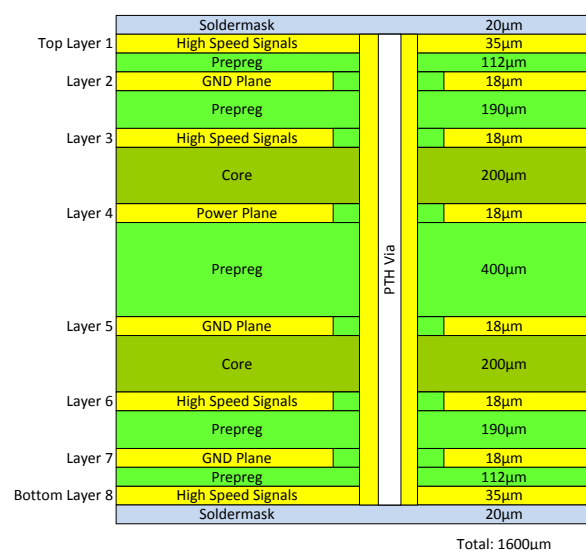 Soldermask 20µm
Top Layer 1 High Speed Signals 35µm
Prepreg 112µm
Layer 2 GND Plane 18µm
Prepreg 190µm
Layer 3 High Speed Signals 18µm
Core 200µm
Layer 4 Power Plane 18µm
PTH Via
Prepreg 400µm
Layer 5 GND Plane 18µm
Core 200µm
Layer 6 High Speed Signals 18µm
Prepreg 190µm
Layer 7 GND Plane 18µm
Prepreg 112µm
Bottom Layer 8 High Speed Signals 35µm
Soldermask 20µm
Total: 1600µm